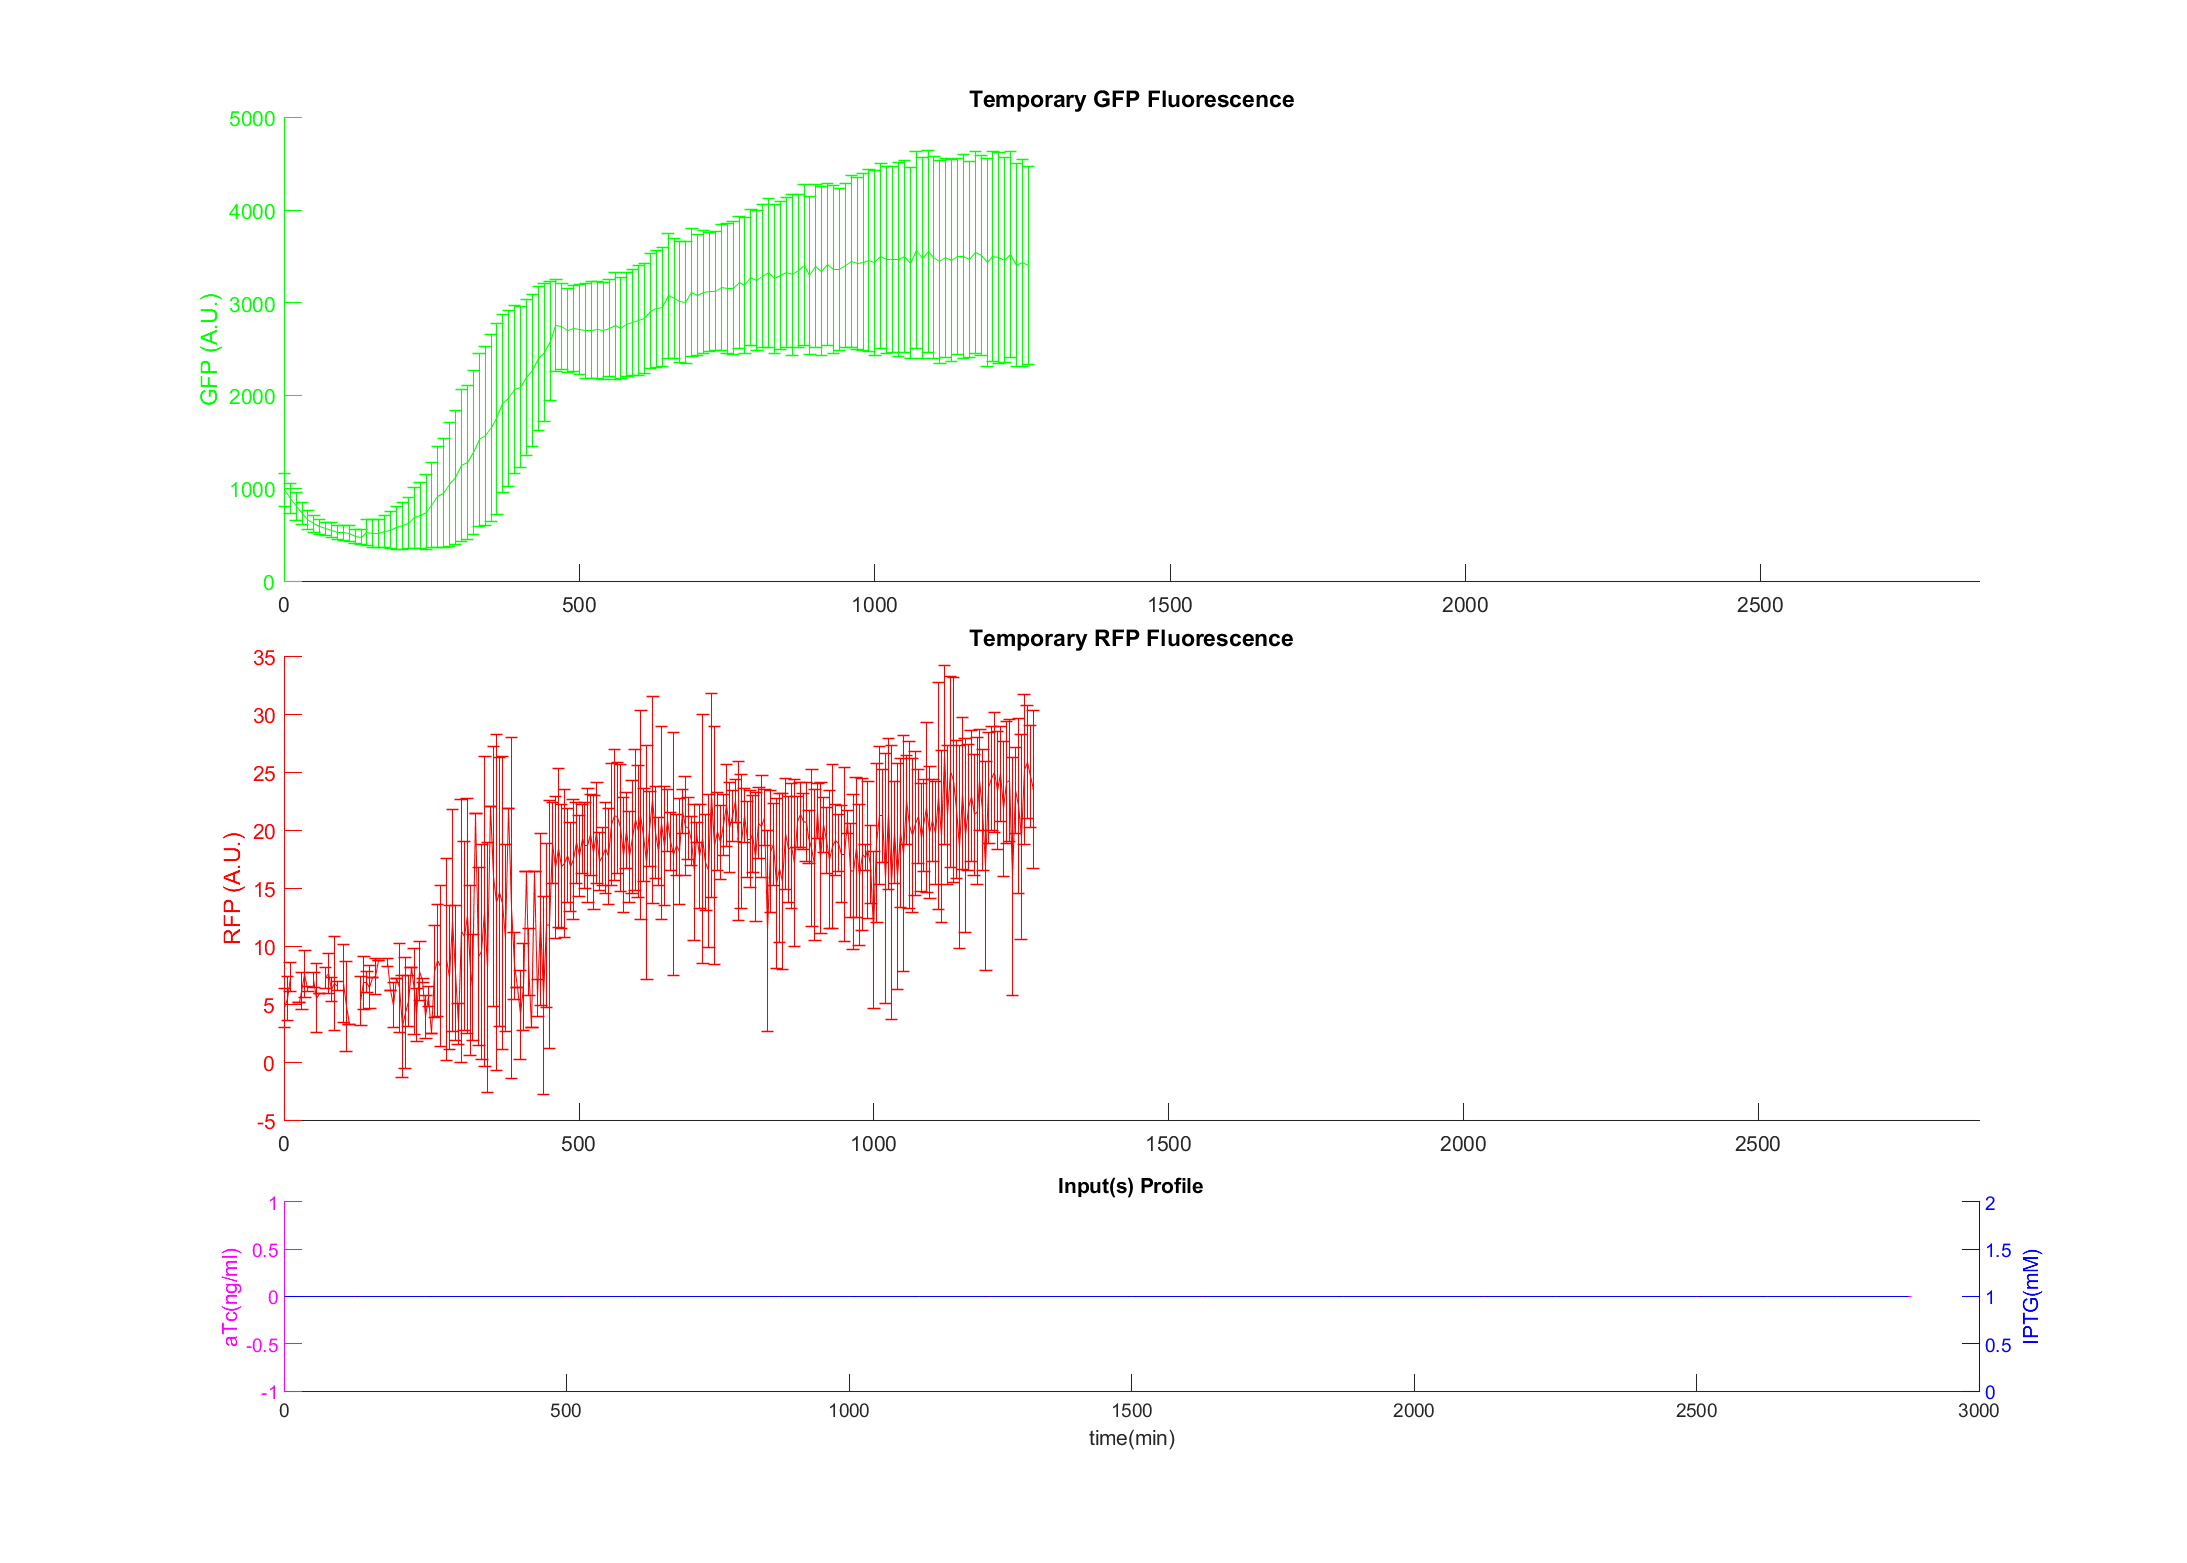 Temporary GFP Fluorescence
5000
4000
3000
2000
1000
0
GFP (A.U.)
0 500 1000 1500 2000 2500
Temporary RFP Fluorescence
35
30
25
20
15
10
5
0
-5
RFP (A.U.)
0 500 1000 1500 2000 2500
Input(s) Profile
1
0.5
0
-0.5
-1
aTc(ng/ml)
2
1.5
1
0.5
0
IPTG(mM)
0 500 1000 1500 2000 2500 3000
time(min)